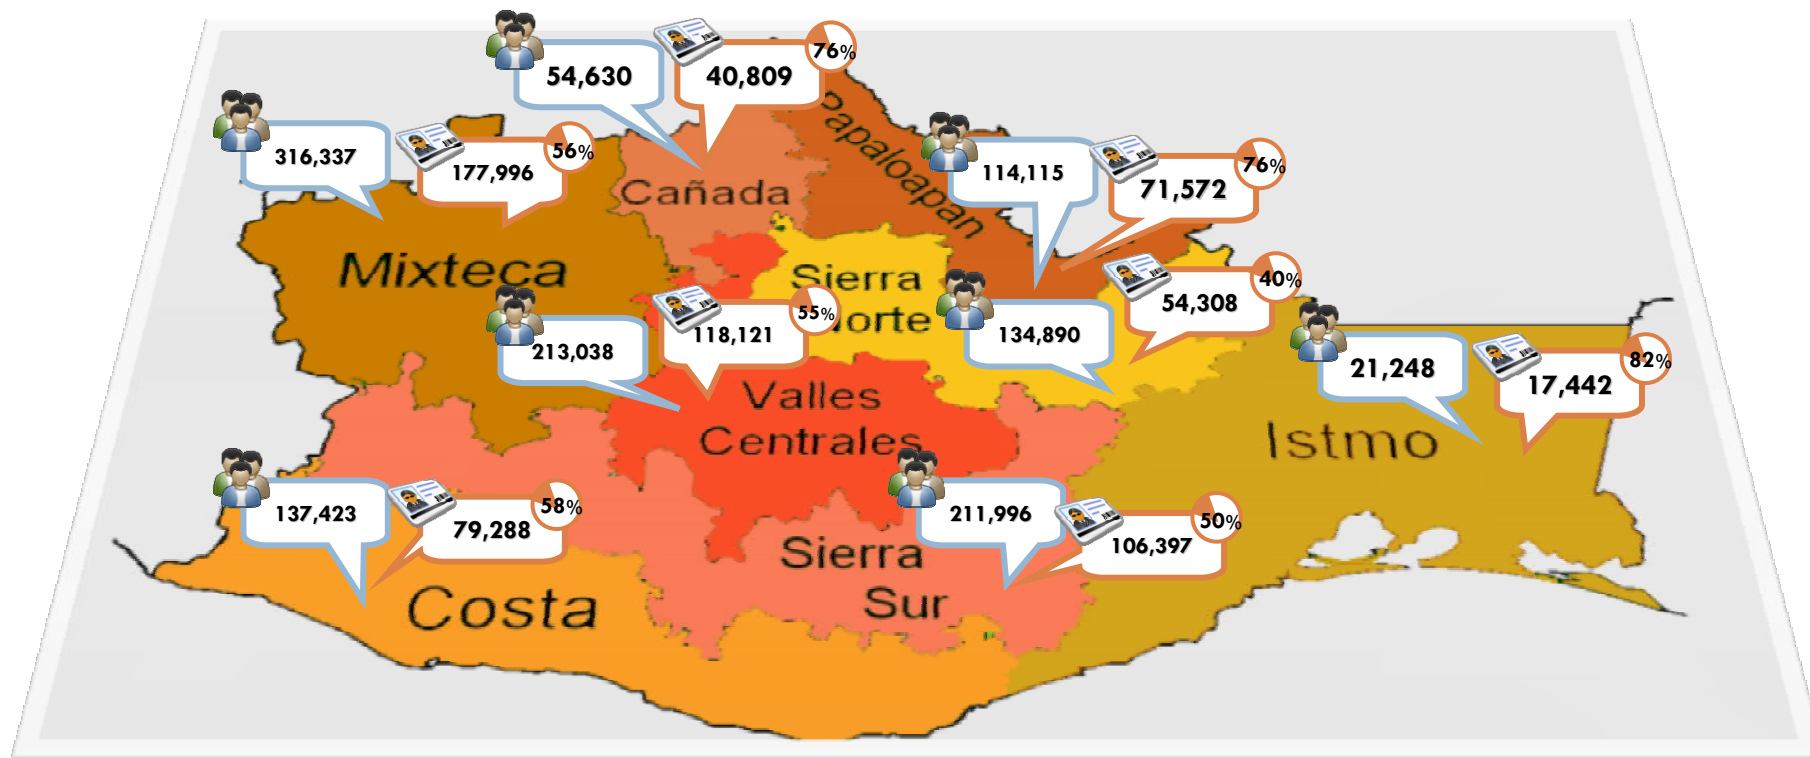 54,630
40,809
76%
316,337
177,996
56%
Cañada
Papaloapan
114,115
71,572
76%
Mixteca
Sierra
Norte
134,890
54,308
40%
213,038
118,121
55%
21,248
17,442
82%
Valles
Centrales
Istmo
137,423
79,288
58%
211,996
106,397
50%
Sierra
Sur
Costa